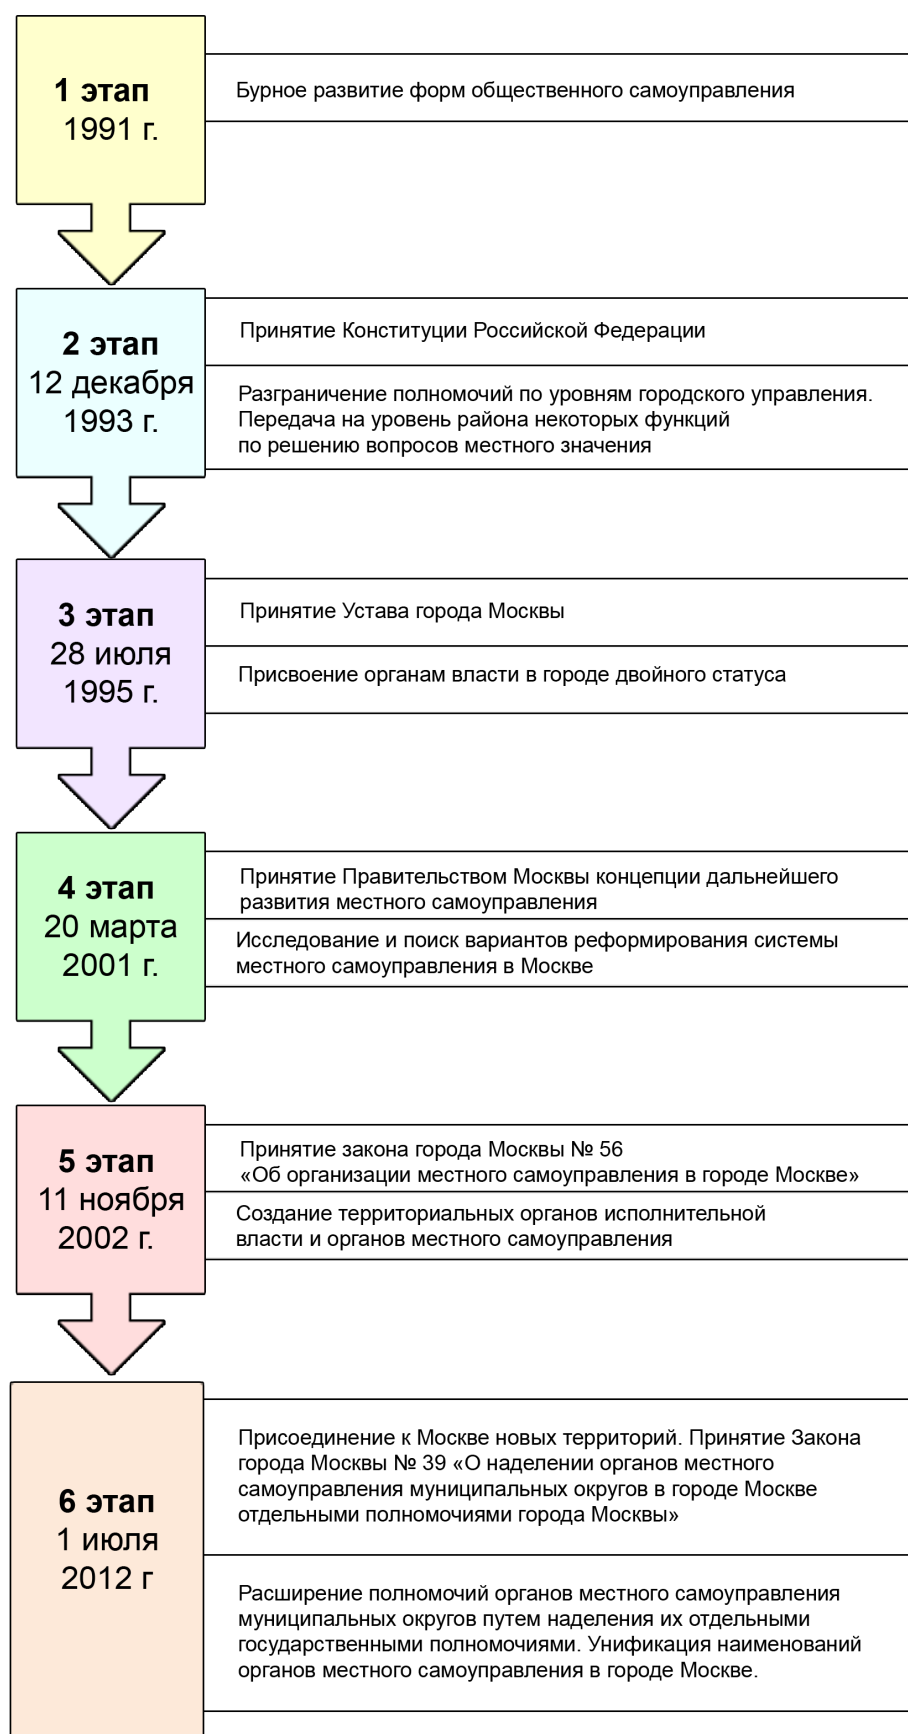 1 этап
1991 г.
Бурное развитие форм общественного самоуправления
2 этап
12 декабря
1993 г.
Принятие Конституции Российской Федерации
Разграничение полномочий по уровням городского управления.
Передача на уровень района некоторых функций
по решению вопросов местного значения
3 этап
28 июля
1995 г.
Принятие Устава города Москвы
Присвоение органам власти в городе двойного статуса
4 этап
20 марта
2001 г.
Принятие Правительством Москвы концепции дальнейшего
развития местного самоуправления
Исследование и поиск вариантов реформирования системы
местного самоуправления в Москве
5 этап
11 ноября
2002 г.
Принятие закона города Москвы № 56
«Об организации местного самоуправления в городе Москве»
Создание территориальных органов исполнительной
власти и органов местного самоуправления
6 этап
1 июля
2012 г
Присоединение к Москве новых территорий. Принятие Закона
города Москвы № 39 «О наделении органов местного
самоуправления муниципальных округов в городе Москве
отдельными полномочиями города Москвы»
Расширение полномочий органов местного самоуправления
муниципальных округов путем наделения их отдельными
государственными полномочиями. Унификация наименований
органов местного самоуправления в городе Москве.